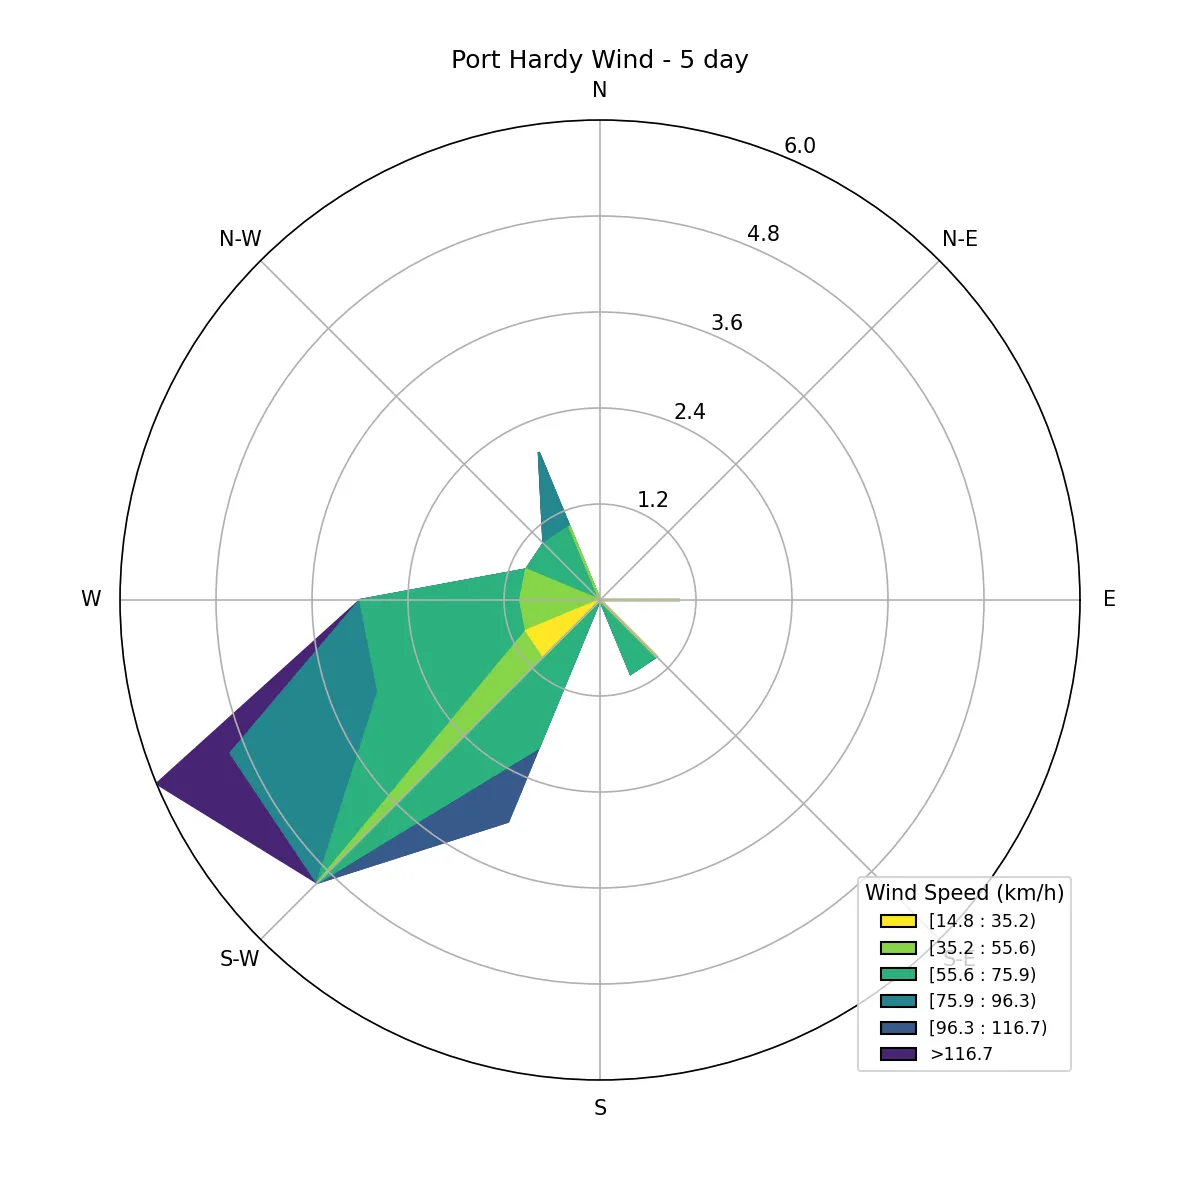 Port Hardy Wind - 5 day
N
6.0
N-W
4.8
N-E
3.6
2.4
1.2
W
E
S-W
S-E
Wind Speed (km/h)
[14.8 : 35.2)
[35.2 : 55.6)
[55.6 : 75.9)
[75.9 : 96.3)
[96.3 : 116.7)
>116.7
S